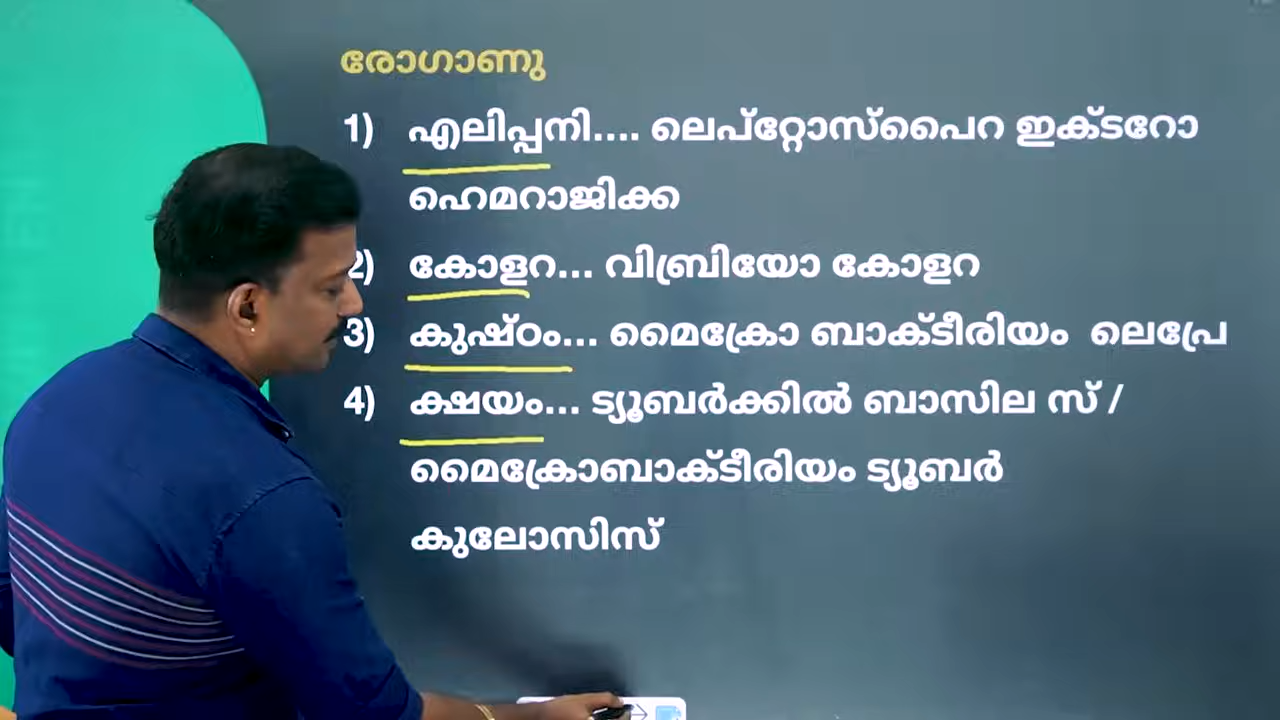 രോഗാണു
1) എലിപ്പനി.... ലെപ്റ്റോസ്പൈറ ഇക്ടറോ
ഹെമറാജിക്ക
2) കോളറ... വിബ്രിയോ കോളറ
3) കുഷ്ഠം... മൈക്രോ ബാക്ടീരിയം ലെപ്രേ
4) ക്ഷയം... ട്യൂബർക്കിൽ ബാസില സ് /
മൈക്രോബാക്ടീരിയം ട്യൂബർ
കുലോസിസ്